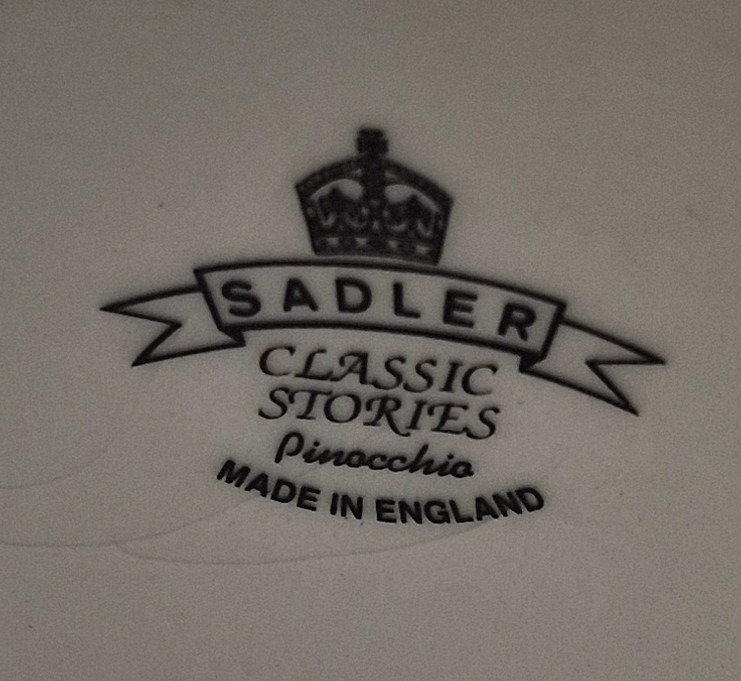 SADLER
CLASSIC
STORIES
Pinocchio
MADE IN ENGLAND